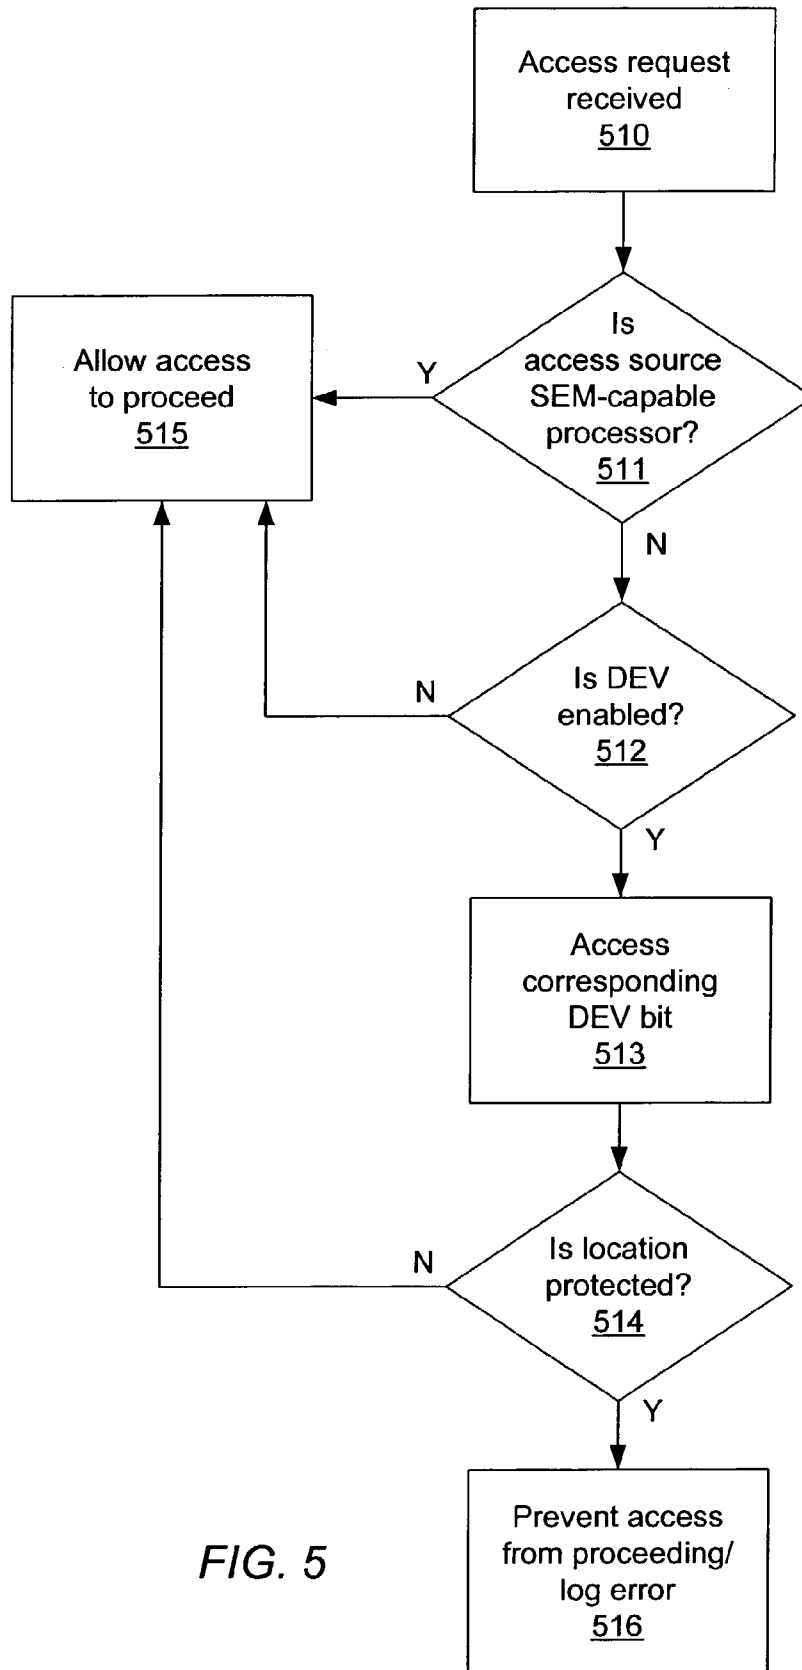 Access request
received
510
Is
access source
SEM-capable
processor?
511
Y
Allow access
to proceed
515
N
Is DEV
enabled?
512
N
Y
Access
corresponding
DEV bit
513
Is location
protected?
514
N
Y
Prevent access
from proceeding/
log error
516
FIG. 5